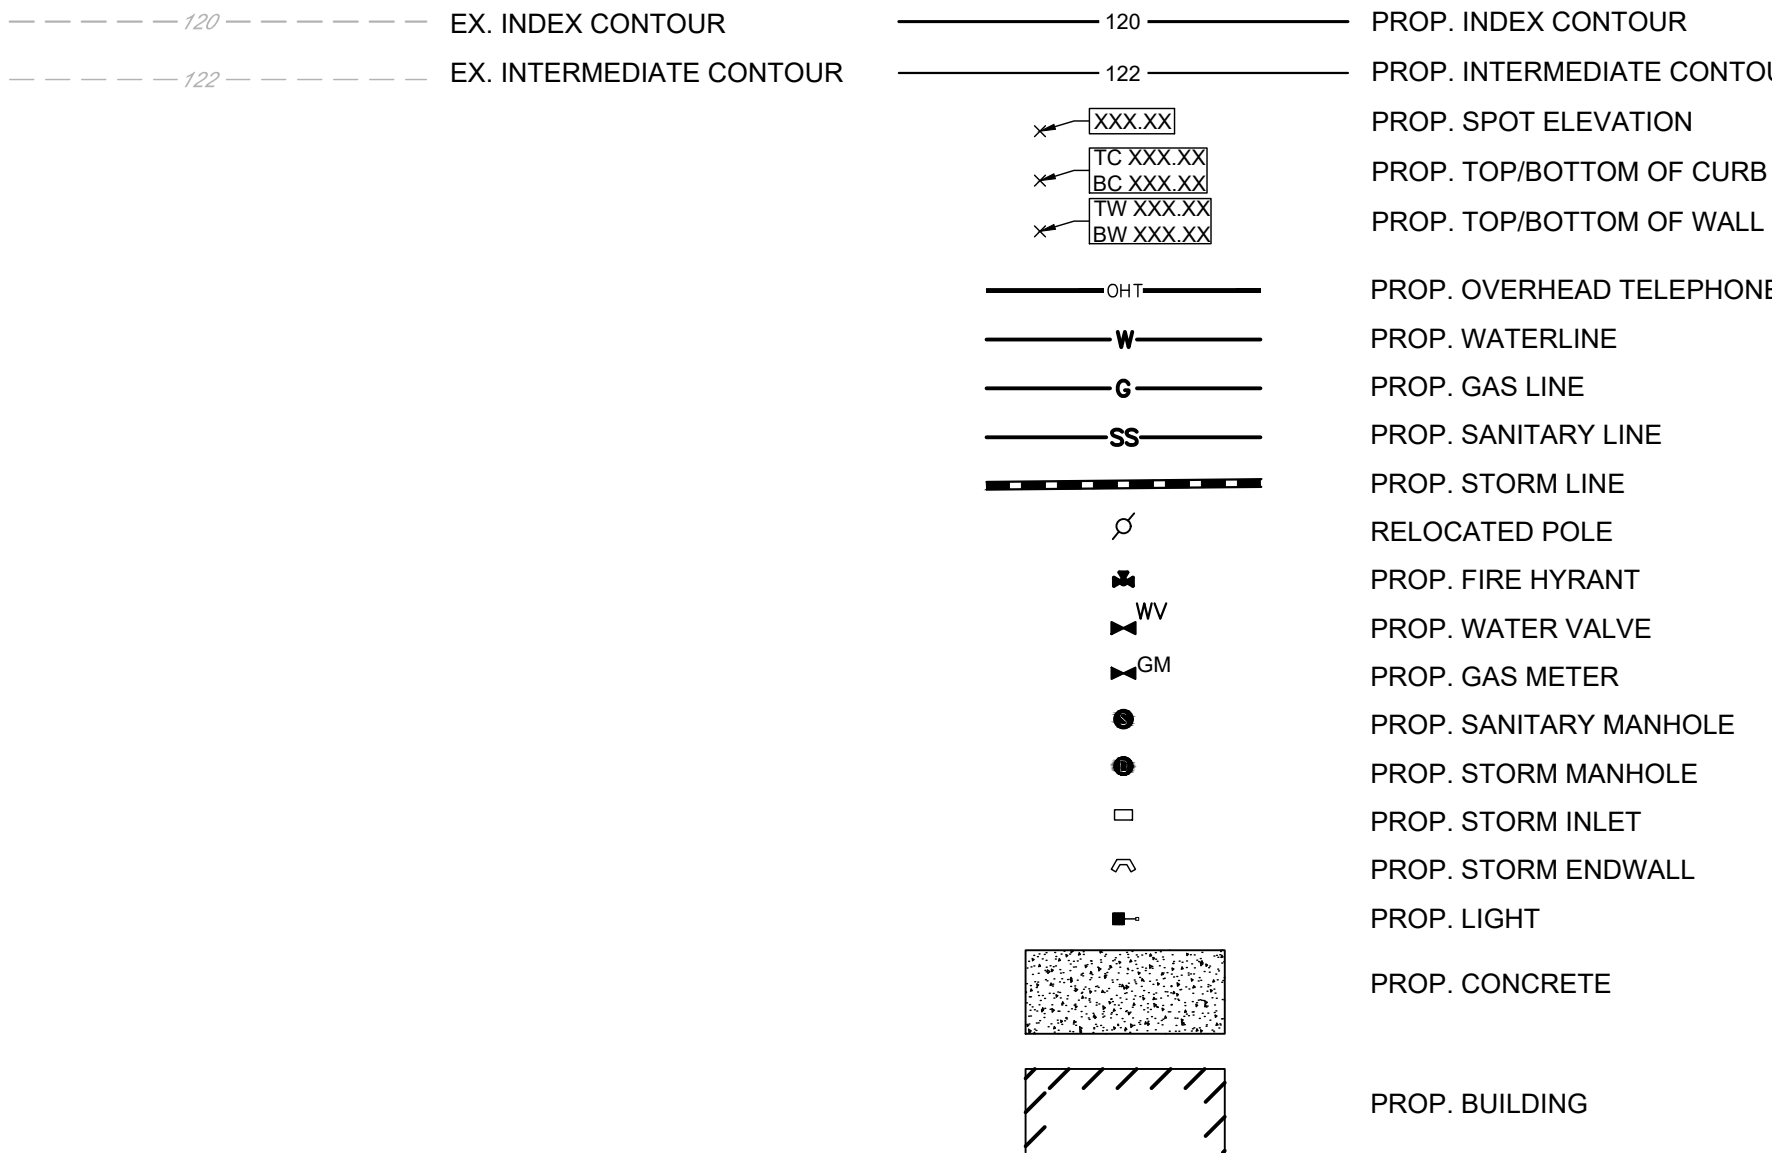 120 EX. INDEX CONTOUR
122 EX. INTERMEDIATE CONTOUR
120 PROP. INDEX CONTOUR
122 PROP. INTERMEDIATE
XXX.XX PROP. SPOT ELEVATION
TC XXX.XX
BC XXX.XX
PROP. TOP/BOTTOM OF CURB
TW XXX.XX
BW XXX.XX
PROP. TOP/BOTTOM OF WALL
OHT PROP. OVERHEAD TELEPHONE
W PROP. WATERLINE
G PROP. GAS LINE
SS PROP. SANITARY LINE
PROP. STORM LINE
RELOCATED POLE
PROP. FIRE HYRANT
WV PROP. WATER VALVE
GM PROP. GAS METER
S PROP. SANITARY MANHOLE
D PROP. STORM MANHOLE
PROP. STORM INLET
PROP. STORM ENDWALL
PROP. LIGHT
PROP. CONCRETE
PROP. BUILDING